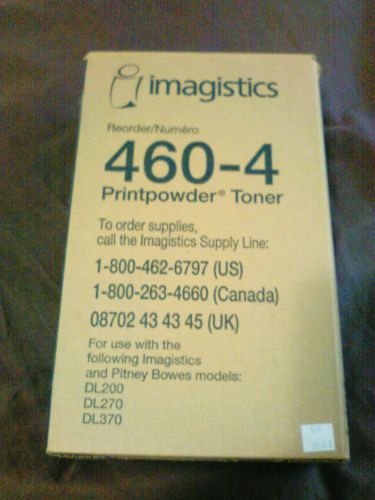 imagistics
Reorder/Numéro
460-4
Printpowder® Toner
To order supplies,
call the Imagistics Supply Line:
1-800-462-6797 (US)
1-800-263-4660 (Canada)
08702 43 43 45 (UK)
For use with the
following Imagistics
and Pitney Bowes models:
DL200
DL270
DL370